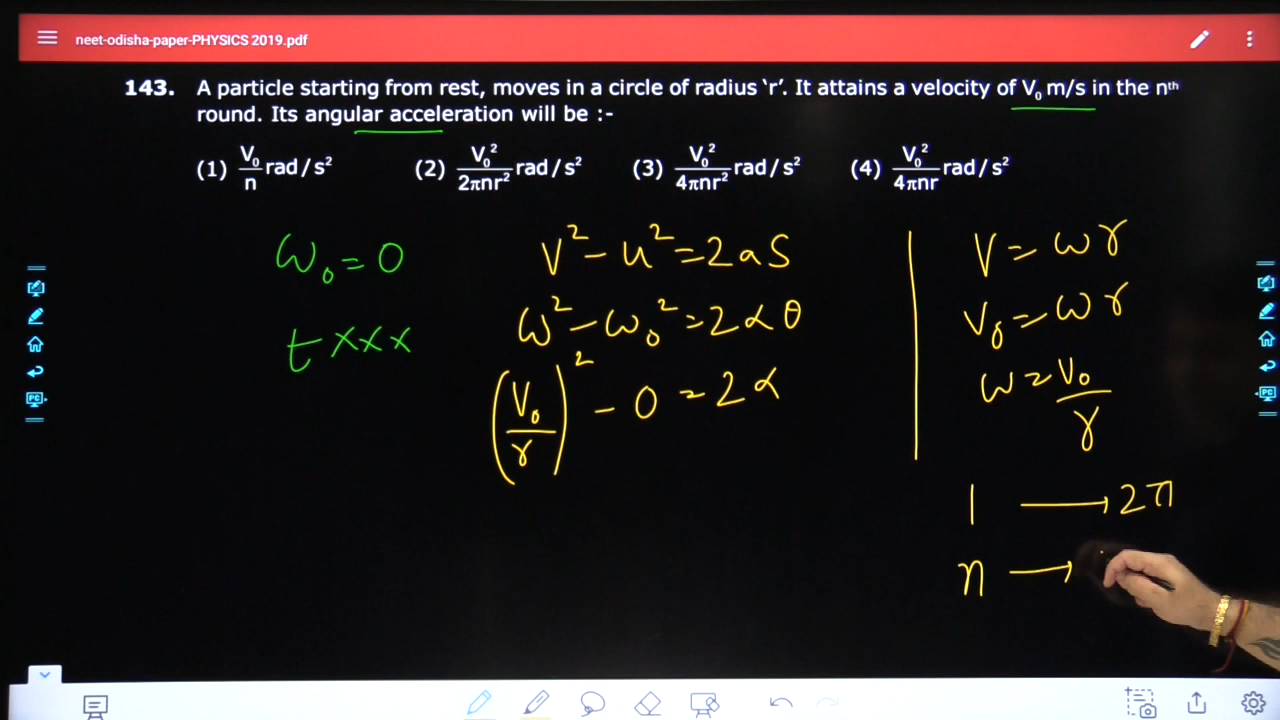 neet-odisha-paper-PHYSICS 2019.pdf
143. A particle starting from rest, moves in a circle of radius 'r'. It attains a velocity of V₀ m/s in the nᵗʰ
round. Its angular acceleration will be :-
(1) V₀/n rad/s² (2) V₀²/2πnr² rad/s² (3) V₀²/4πnr² rad/s² (4) V₀²/4πnr rad/s²
ω₀ = 0
t xxx
V² - u² = 2aS
ω² - ω₀² = 2αθ
(V₀/r)² - 0 = 2α
V = ωr
V₀ = ωr
ω = V₀/r
1 → 2π
n →
PC
PC